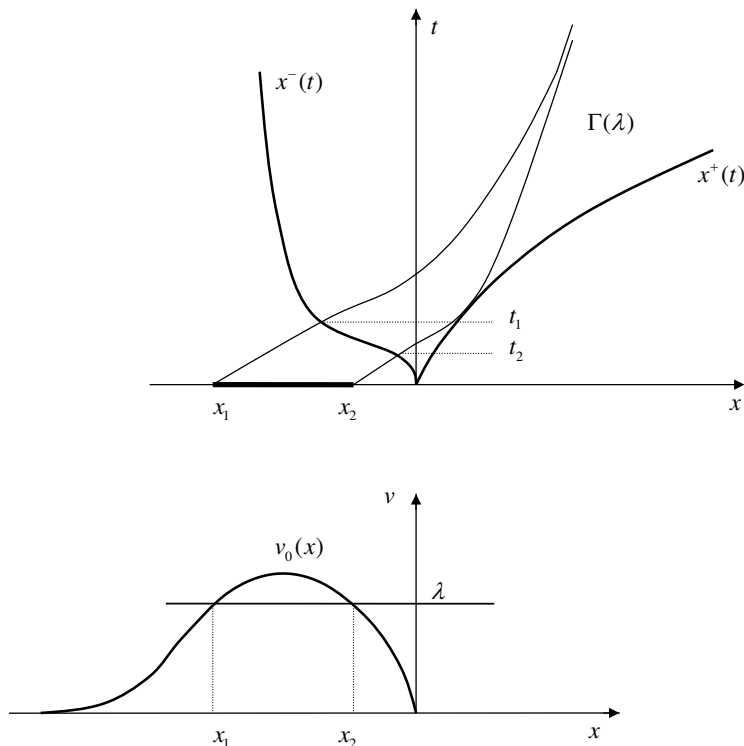 t
x⁻(t)
Γ(λ)
x⁺(t)
t₁
t₂
x₁
x₂
x
v
v₀(x)
λ
x₁
x₂
x